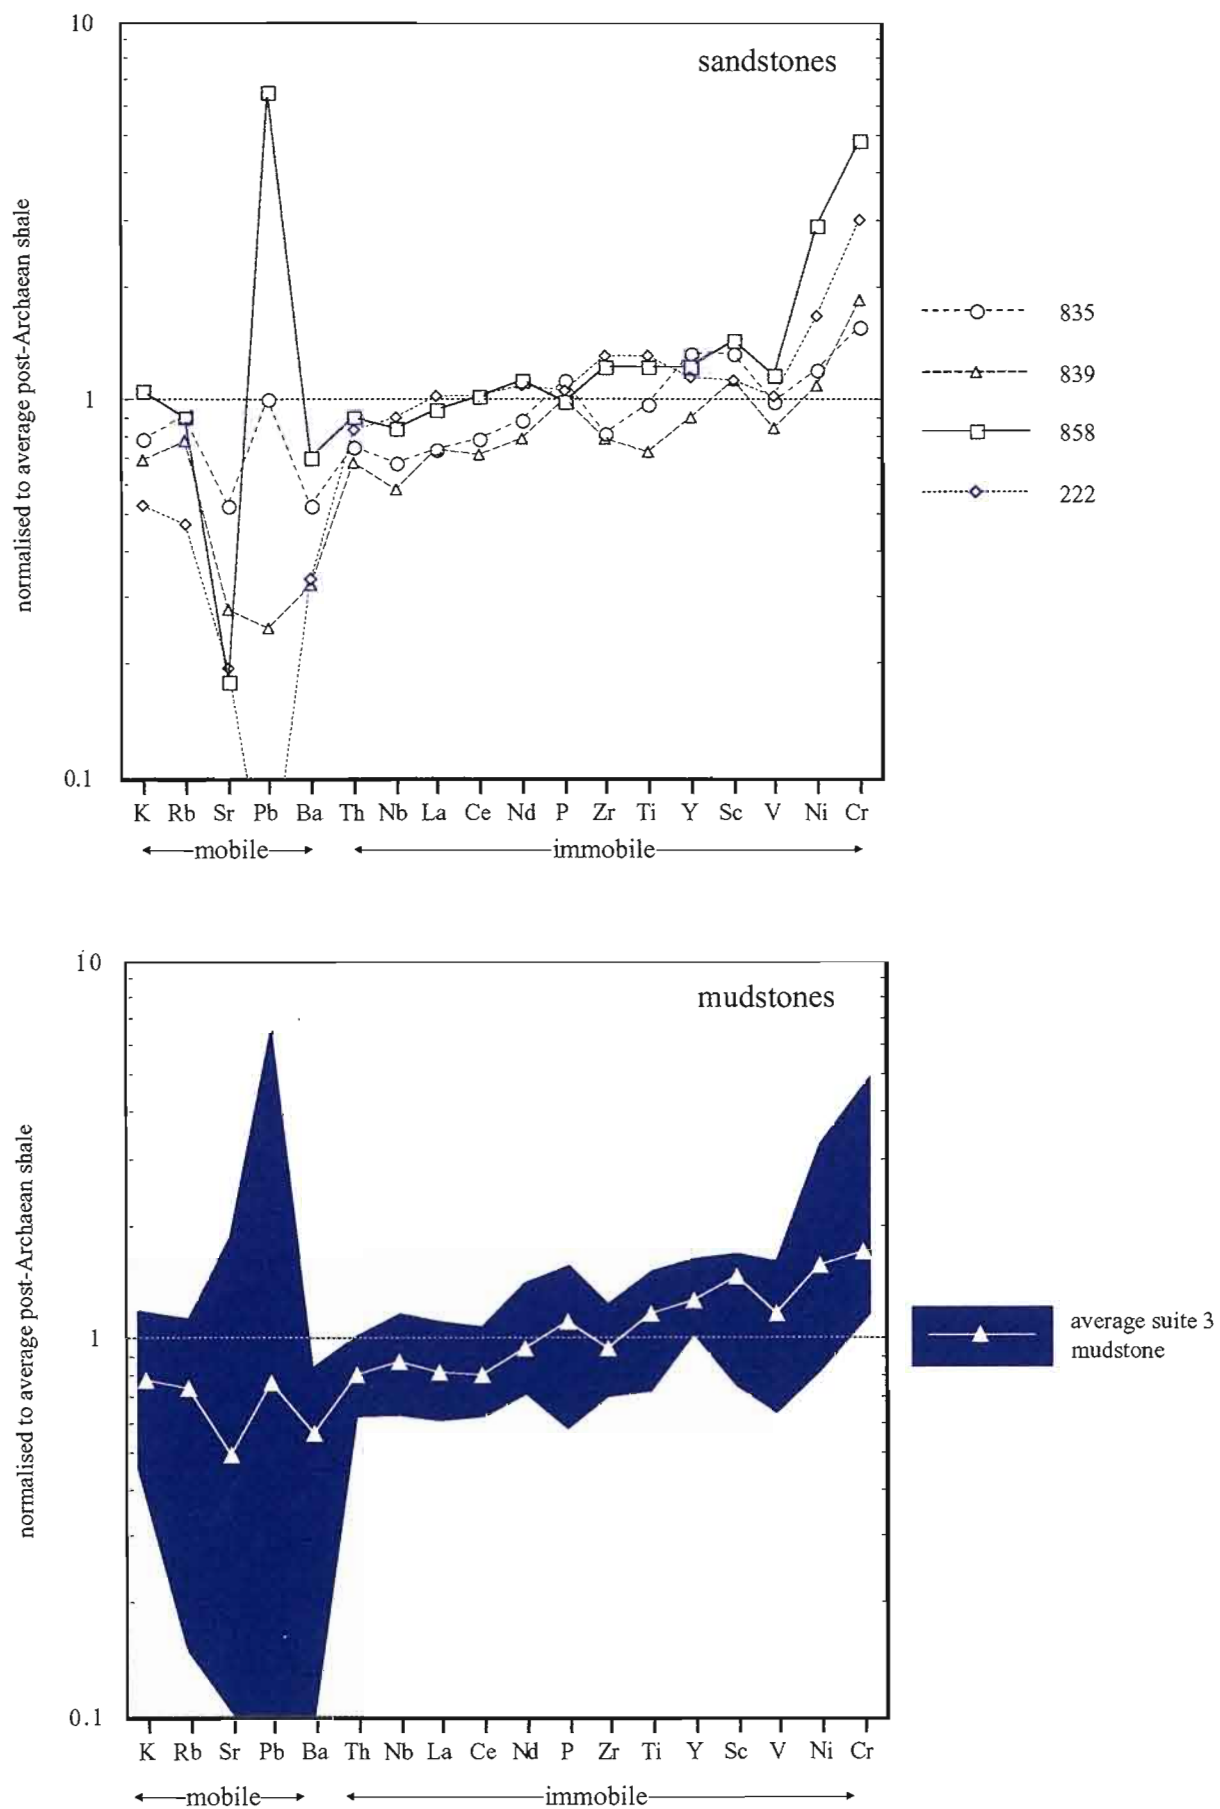 10
sandstones
normalised to average post-Archaean shale
835
839
1
858
222
0.1
K Rb Sr Pb Ba Th Nb La Ce Nd P Zr Ti Y Sc V Ni Cr
mobile immobile
10
mudstones
normalised to average post-Archaean shale
1
average suite 3
mudstone
0.1
K Rb Sr Pb Ba Th Nb La Ce Nd P Zr Ti Y Sc V Ni Cr
mobile immobile